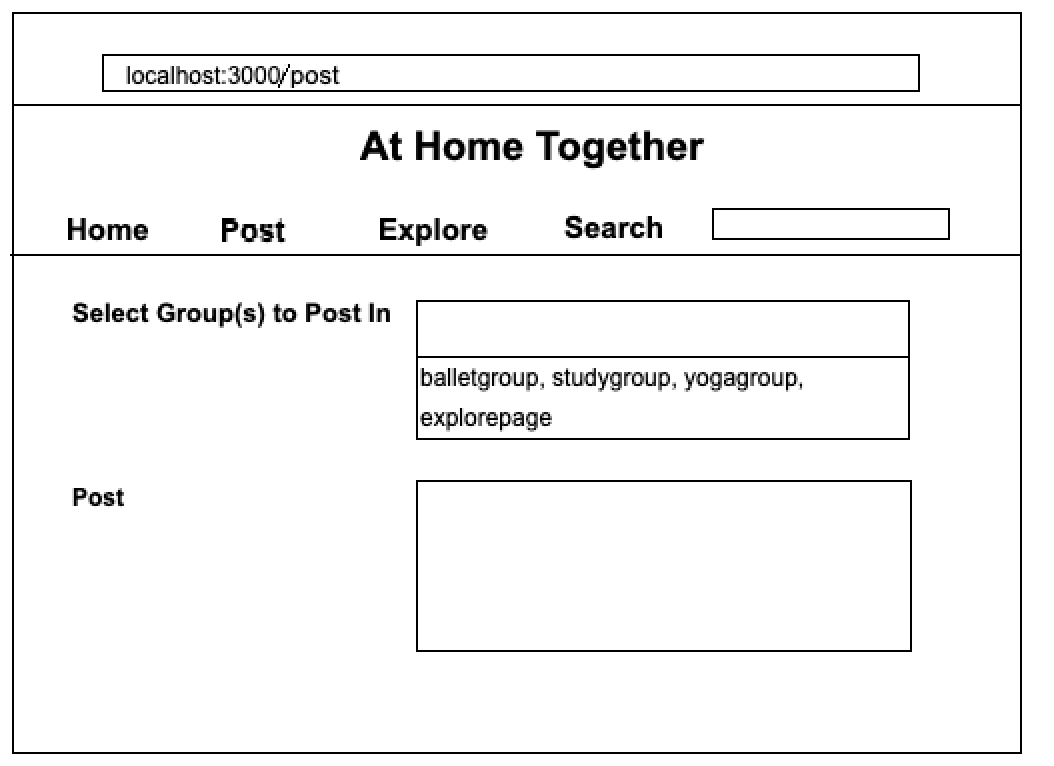 localhost:3000/post
At Home Together
Home Post Explore Search
Select Group(s) to Post In
balletgroup, studygroup, yogagroup,
explorepage
Post